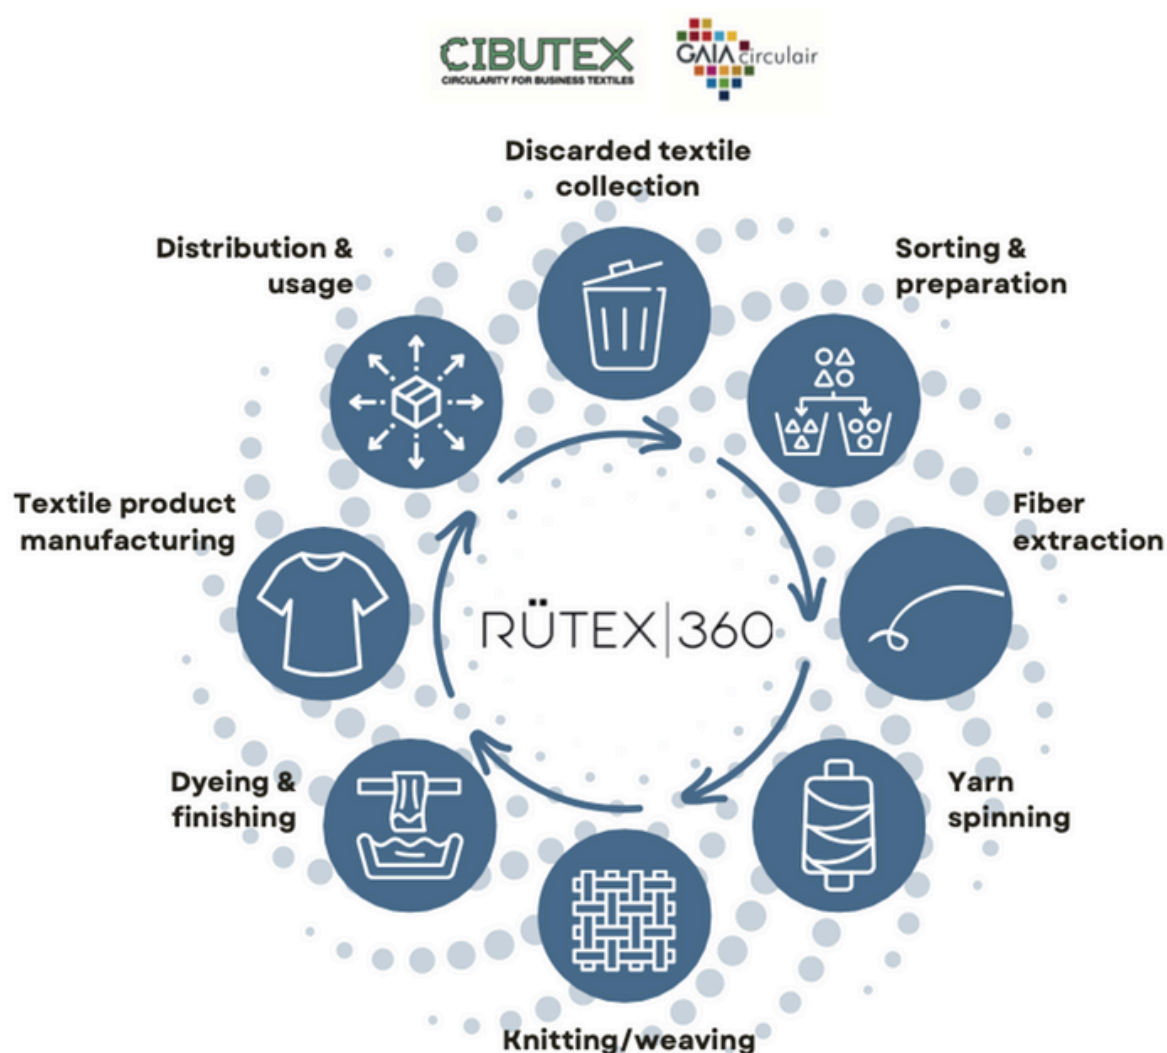 CIBUTEX
CIRCULARITY FOR BUSINESS TEXTILES
GAIA circulair
Discarded textile
collection
Sorting &
preparation
Fiber
extraction
Yarn
spinning
Knitting/weaving
Dyeing &
finishing
Textile product
manufacturing
Distribution &
usage
RÜTEX|360